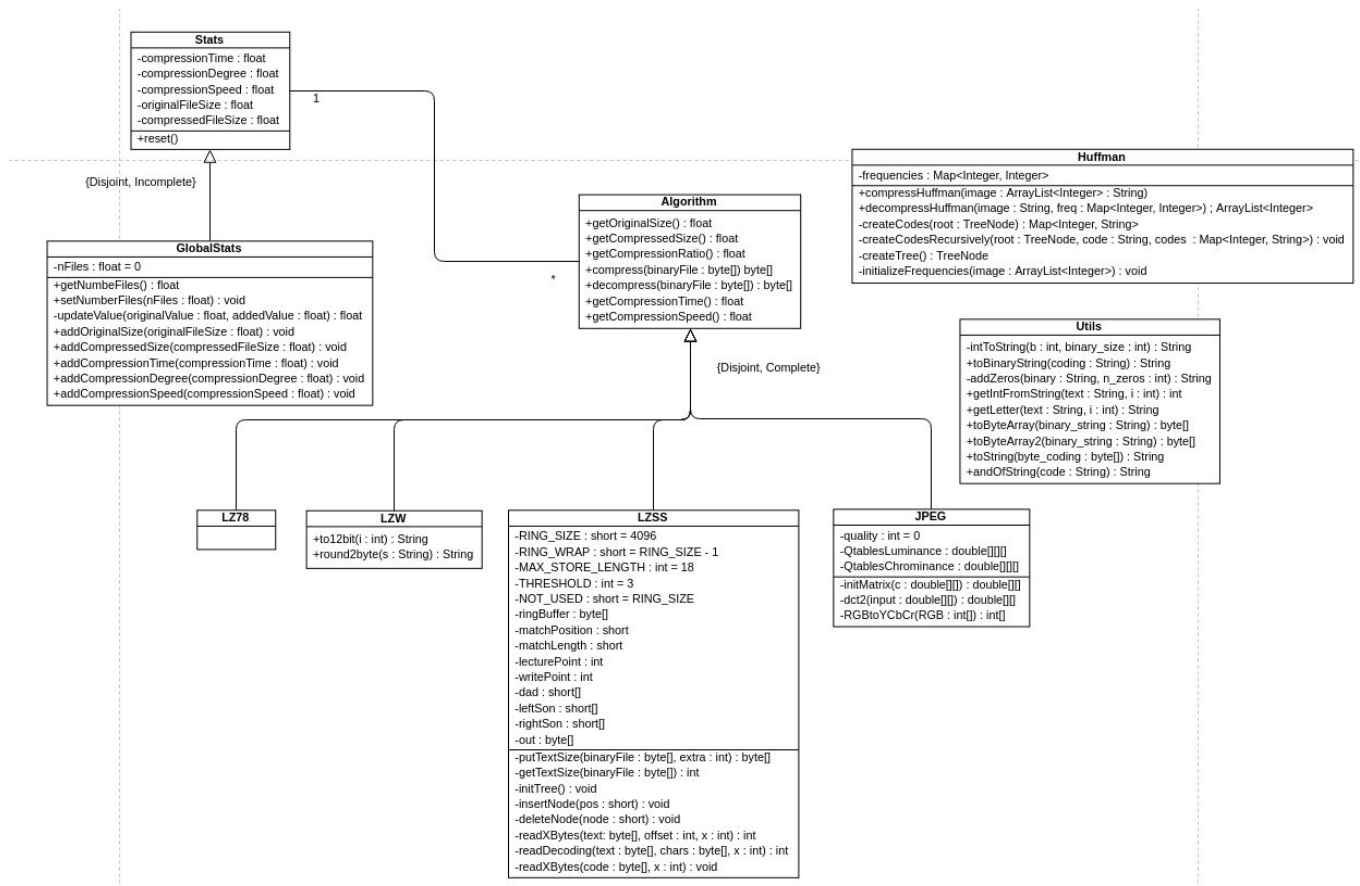 Stats
-compressionTime : float
-compressionDegree : float
-compressionSpeed : float
-originalFileSize : float
-compressedFileSize : float
+reset()
1
{Disjoint, Incomplete}
GlobalStats
-nFiles : float = 0
+getNumbeFiles() : float
+setNumberFiles(nFiles : float) : void
-updateValue(originalValue : float, addedValue : float) : float
+addOriginalSize(originalFileSize : float) : void
+addCompressedSize(compressedFileSize : float) : void
+addCompressionTime(compressionTime : float) : void
+addCompressionDegree(compressionDegree : float) : void
+addCompressionSpeed(compressionSpeed : float) : void
*
Algorithm
+getOriginalSize() : float
+getCompressedSize() : float
+getCompressionRatio() : float
+compress(binaryFile : byte[]) byte[]
+decompress(binaryFile : byte[]) : byte[]
+getCompressionTime() : float
+getCompressionSpeed() : float
{Disjoint, Complete}
Huffman
-frequencies : Map<Integer, Integer>
+compressHuffman(image : ArrayList<Integer> : String)
+decompressHuffman(image : String, freq : Map<Integer, Integer>) ; ArrayList<Integer>
-createCodes(root : TreeNode) : Map<Integer, String>
-createCodesRecursively(root : TreeNode, code : String, codes : Map<Integer, String>) : void
-createTree() : TreeNode
-initializeFrequencies(image : ArrayList<Integer>) : void
Utils
-intToString(b : int, binary_size : int) : String
+toBinaryString(coding : String) : String
-addZeros(binary : String, n_zeros : int) : String
+getIntFromString(text : String, i : int) : int
+getLetter(text : String, i : int) : String
+toByteArray(binary_string : String) : byte[]
+toByteArray2(binary_string : String) : byte[]
+toString(byte_coding : byte[]) : String
+andOfString(code : String) : String
LZ78
LZW
+to12bit(i : int) : String
+round2byte(s : String) : String
LZSS
-RING_SIZE : short = 4096
-RING_WRAP : short = RING_SIZE - 1
-MAX_STORE_LENGTH : int = 18
-THRESHOLD : int = 3
-NOT_USED : short = RING_SIZE
-ringBuffer : byte[]
-matchPosition : short
-matchLength : short
-lecturePoint : int
-writePoint : int
-dad : short[]
-leftSon : short[]
-rightSon : short[]
-out : byte[]
-putTextSize(binaryFile : byte[], extra : int) : byte[]
-getTextSize(binaryFile : byte[]) : int
-initTree() : void
-insertNode(pos : short) : void
-deleteNode(node : short) : void
-readXBytes(text: byte[], offset : int, x : int) : int
-readDecoding(text : byte[], chars : byte[], x : int) : int
-readXBytes(code : byte[], x : int) : void
JPEG
-quality : int = 0
-QtablesLuminance : double[][][]
-QtablesChrominance : double[][][]
-initMatrix(c : double[][]) : double[][]
-dct2(input : double[][]) : double[][]
-RGBtoYCbCr(RGB : int[]) : int[]